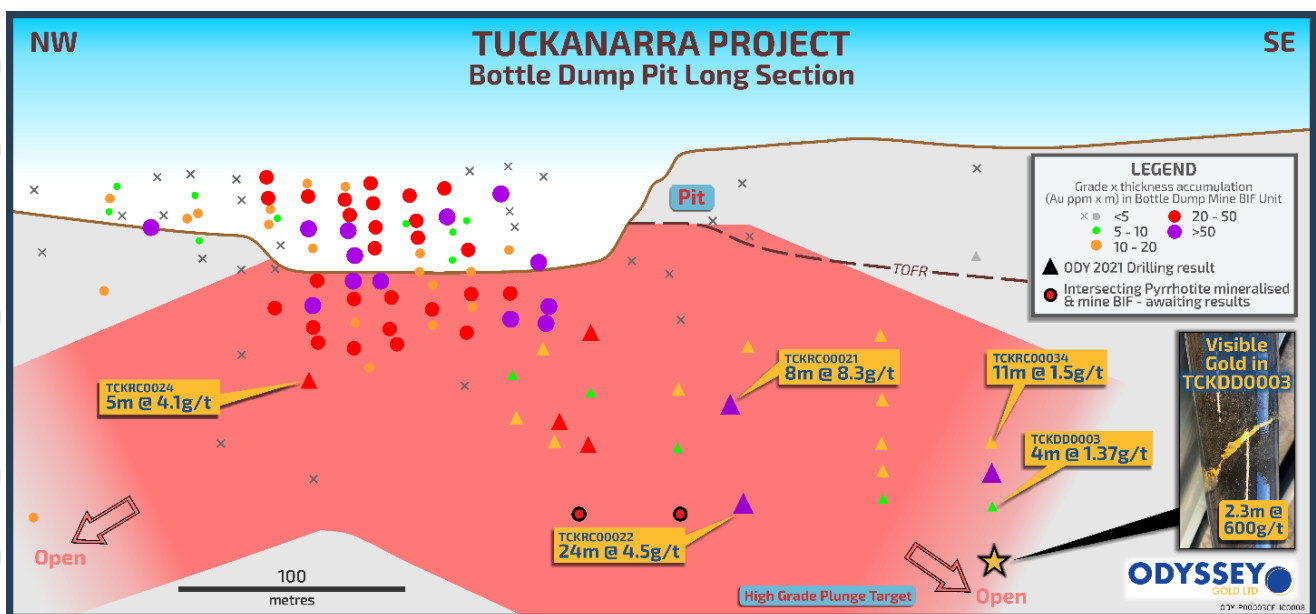 NW
TUCKANARRA PROJECT
Bottle Dump Pit Long Section
SE
LEGEND
Grade x thickness accumulation
(Au ppm x m) in Bottle Dump Mine BIF Unit
<5
20 - 50
5 - 10
>50
10 - 20
ODY 2021 Drilling result
Intersecting Pyrrhotite mineralised
& mine BIF - awaiting results
Pit
TOFR
Visible
Gold in
TCKDD0003
2.3m @
600g/t
TCKRC00024
5m @ 4.1g/t
TCKRC00021
8m @ 8.3g/t
TCKRC00034
11m @ 1.5g/t
TCKDD0003
4m @ 1.37g/t
TCKRC00022
24m @ 4.5g/t
Open
100
metres
High Grade Plunge Target
Open
ODYSSEY
GOLD LTD